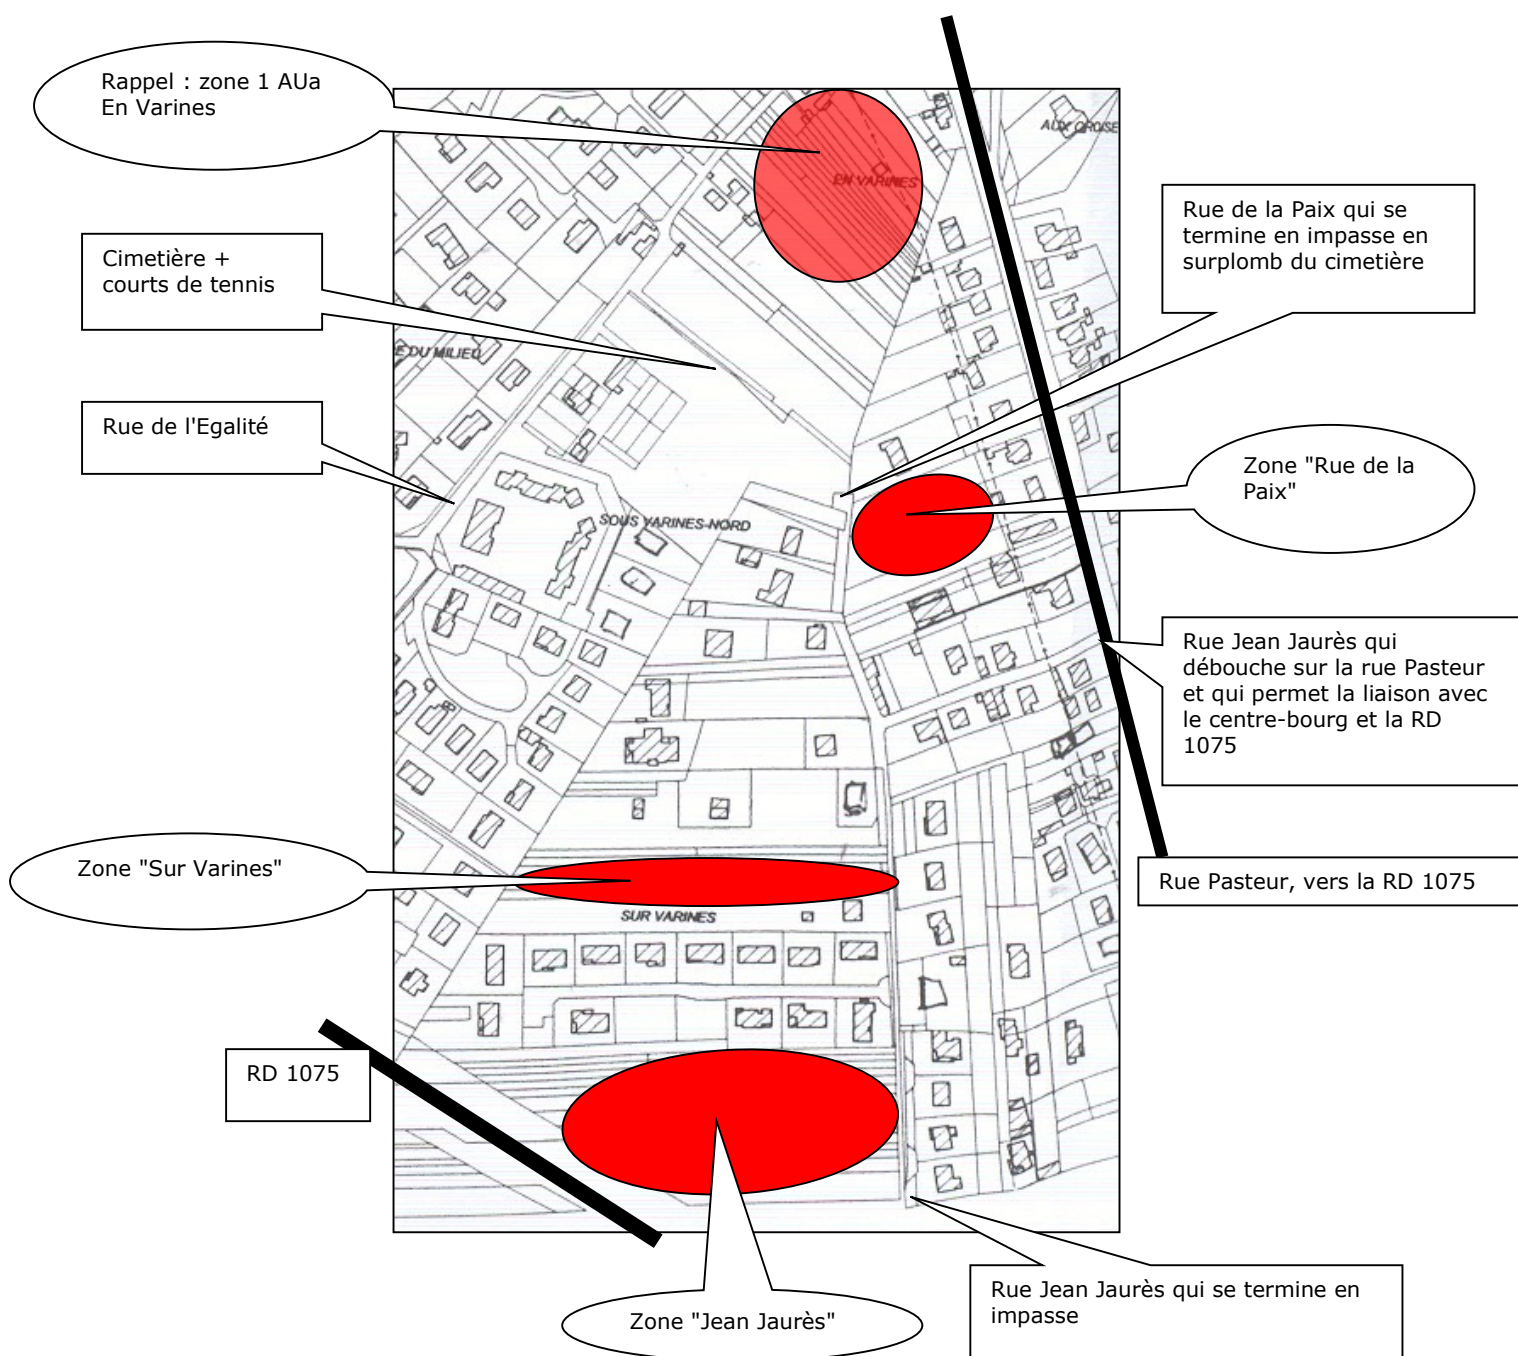 Rappel : zone 1 AUa
En Varines
AUX CROISE
EN VARINES
Rue de la Paix qui se
termine en impasse en
surplomb du cimetière
Cimetière +
courts de tennis
E DU MILIEU
Rue de l'Egalité
Zone "Rue de la
Paix"
SOUS VARINES-NORD
Rue Jean Jaurès qui
débouche sur la rue Pasteur
et qui permet la liaison avec
le centre-bourg et la RD
1075
Zone "Sur Varines"
Rue Pasteur, vers la RD 1075
SUR VARINES
RD 1075
Rue Jean Jaurès qui se termine en
impasse
Zone "Jean Jaurès"